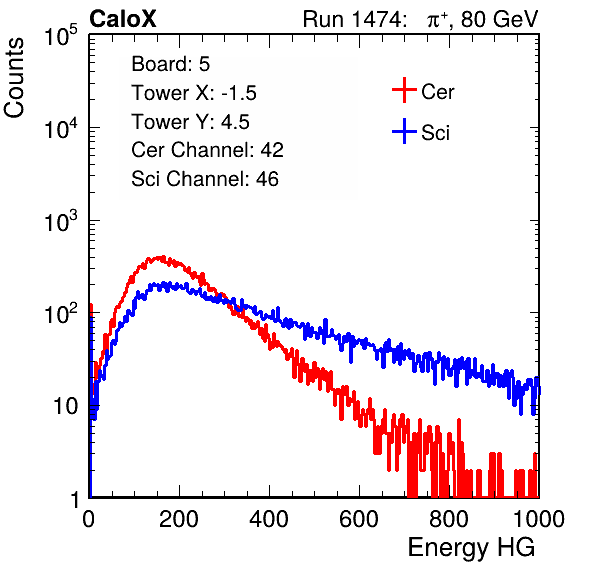 CaloX Run 1474: π⁺, 80 GeV
Counts
10⁵
10⁴
10³
10²
10
1
Board: 5
Tower X: -1.5
Tower Y: 4.5
Cer Channel: 42
Sci Channel: 46
Cer
Sci
0 200 400 600 800 1000
Energy HG